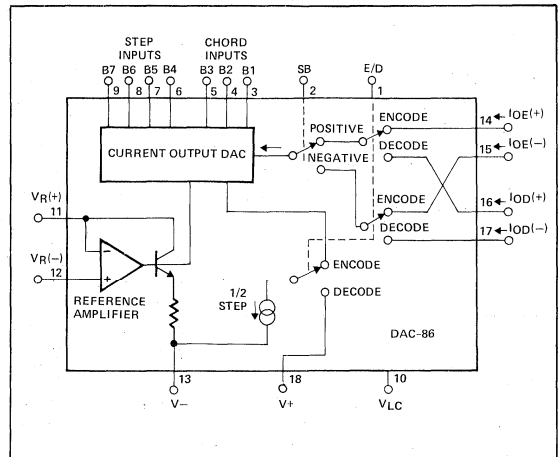 STEP INPUTS
CHORD INPUTS
B7 B6 B5 B4 B3 B2 B1 SB E/D
9 8 7 6 5 4 3 2 1
CURRENT OUTPUT DAC
POSITIVE
NEGATIVE
ENCODE
DECODE
ENCODE
DECODE
14 IOE(+)
15 IOE(-)
16 IOD(+)
17 IOD(-)
VR(+)
11
VR(-)
12
REFERENCE
AMPLIFIER
1/2
STEP
ENCODE
DECODE
DAC-86
13 18 10
V- V+ VLC